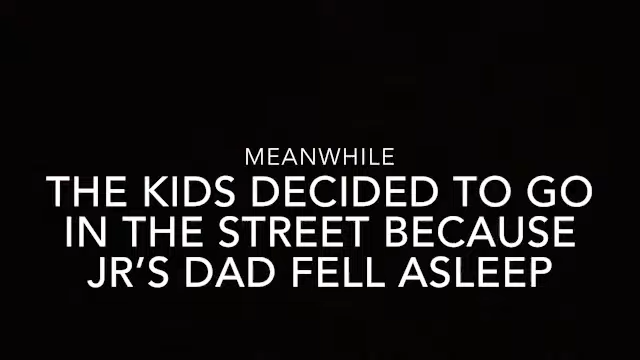 MEANWHILE
THE KIDS DECIDED TO GO
IN THE STREET BECAUSE
JR’S DAD FELL ASLEEP